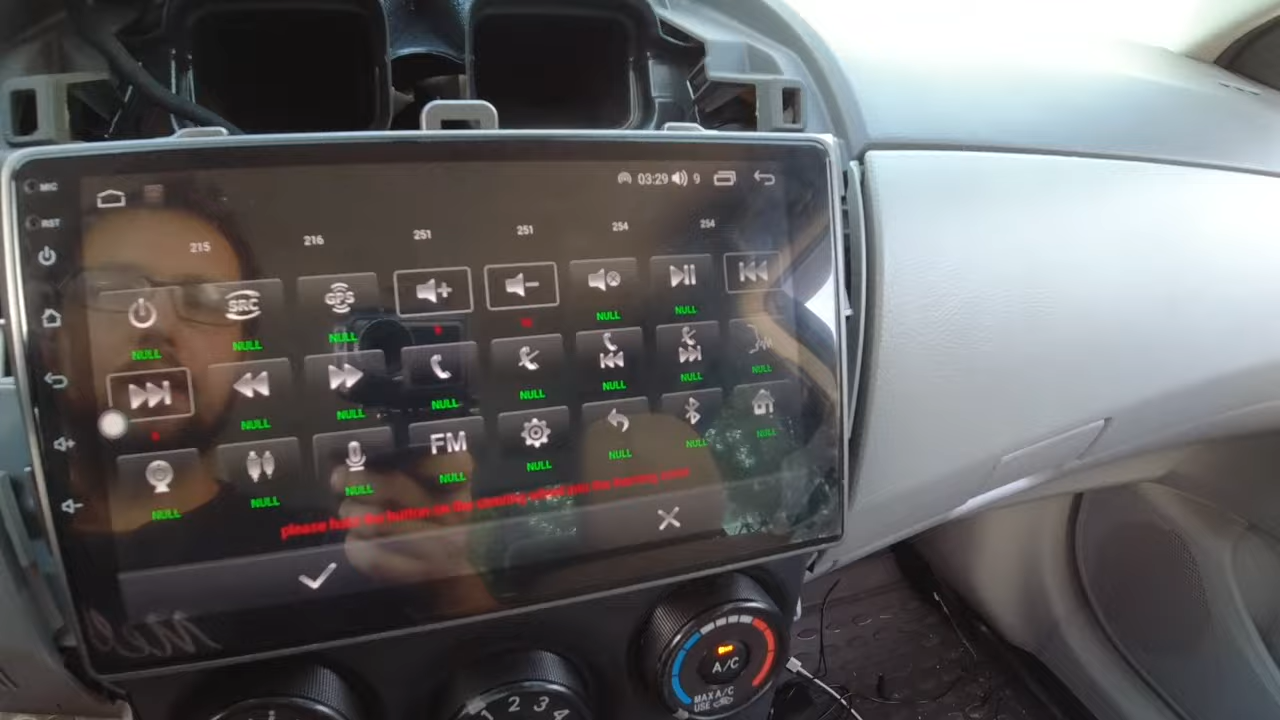 MIC
03:29 9
RST
215 216 251 251 254 254
SRC GPS
NULL NULL NULL NULL NULL
NULL NULL NULL NULL NULL NULL NULL
FM
NULL NULL NULL NULL NULL NULL NULL NULL
please hold the button on the steering wheel
2 3 4
A/C
MAX A/C
USE